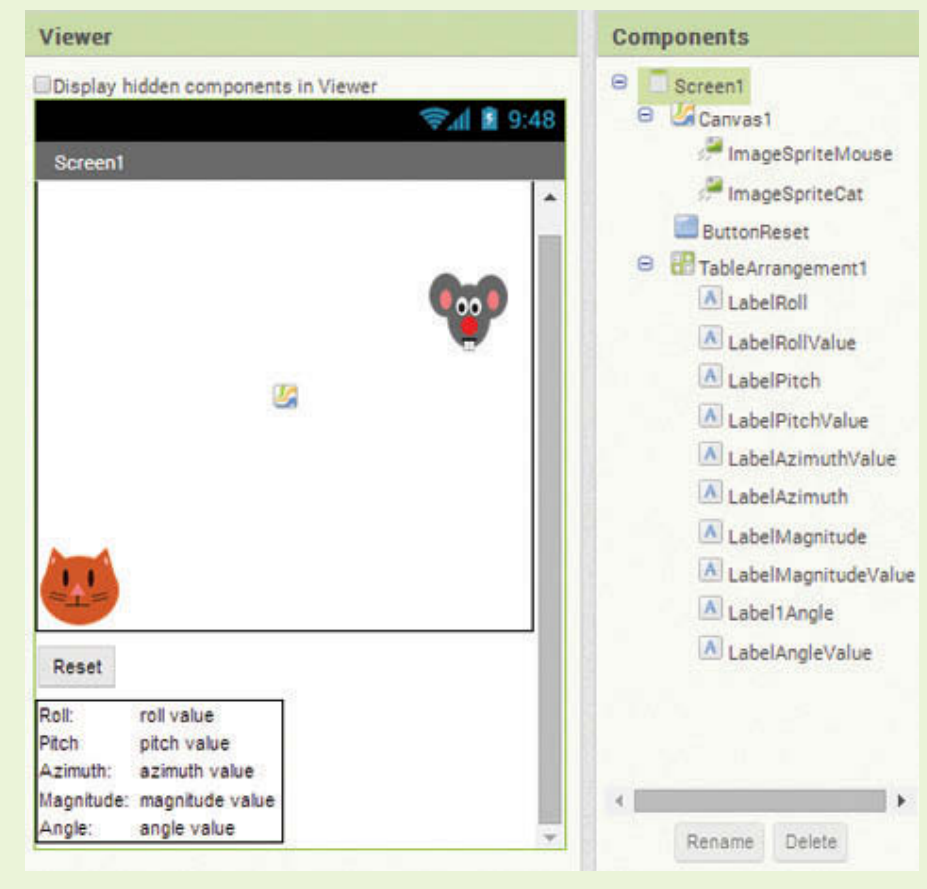 Viewer
Display hidden components in Viewer
9:48
Screen1
Reset
Roll: roll value
Pitch pitch value
Azimuth: azimuth value
Magnitude: magnitude value
Angle: angle value
Components
Screen1
Canvas1
ImageSpriteMouse
ImageSpriteCat
ButtonReset
TableArrangement1
A LabelRoll
A LabelRollValue
A LabelPitch
A LabelPitchValue
A LabelAzimuthValue
A LabelAzimuth
A LabelMagnitude
A LabelMagnitudeValue
A Label1Angle
A LabelAngleValue
Rename Delete